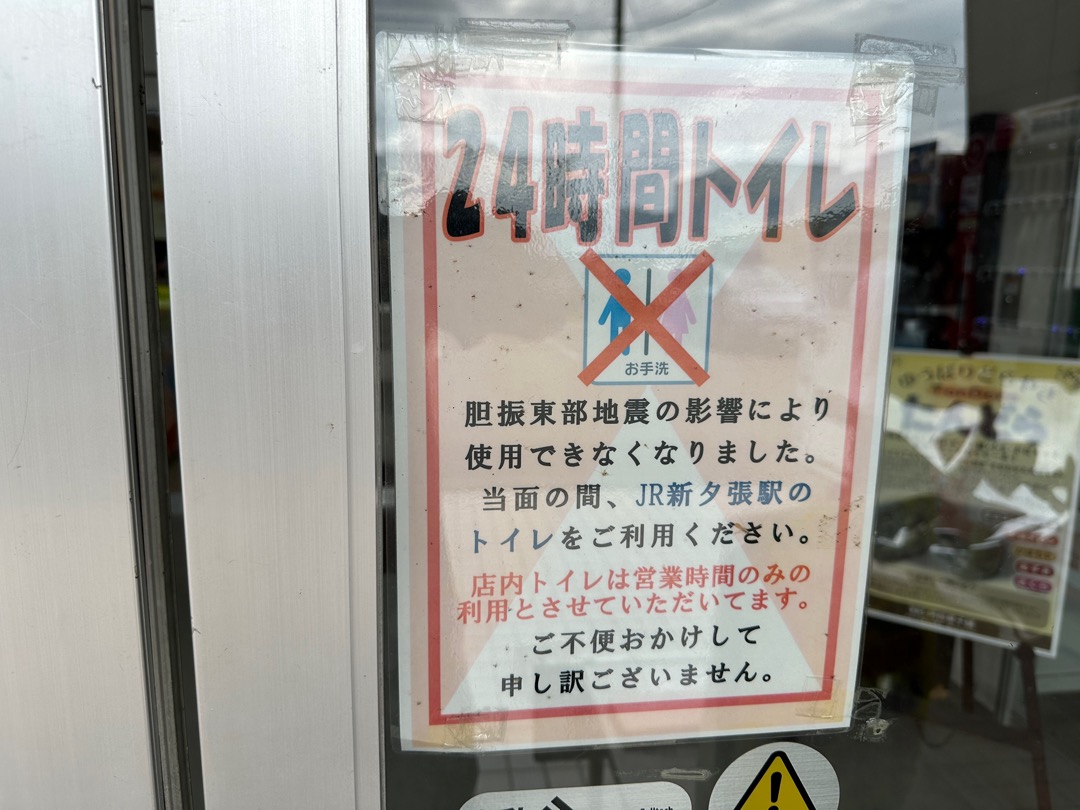 24時間トイレ
お手洗
胆振東部地震の影響により
使用できなくなりました。
当面の間、JR新夕張駅の
トイレをご利用ください。
店内トイレは営業時間のみの
利用とさせていただいてます。
ご不便おかけして
申し訳ございません。